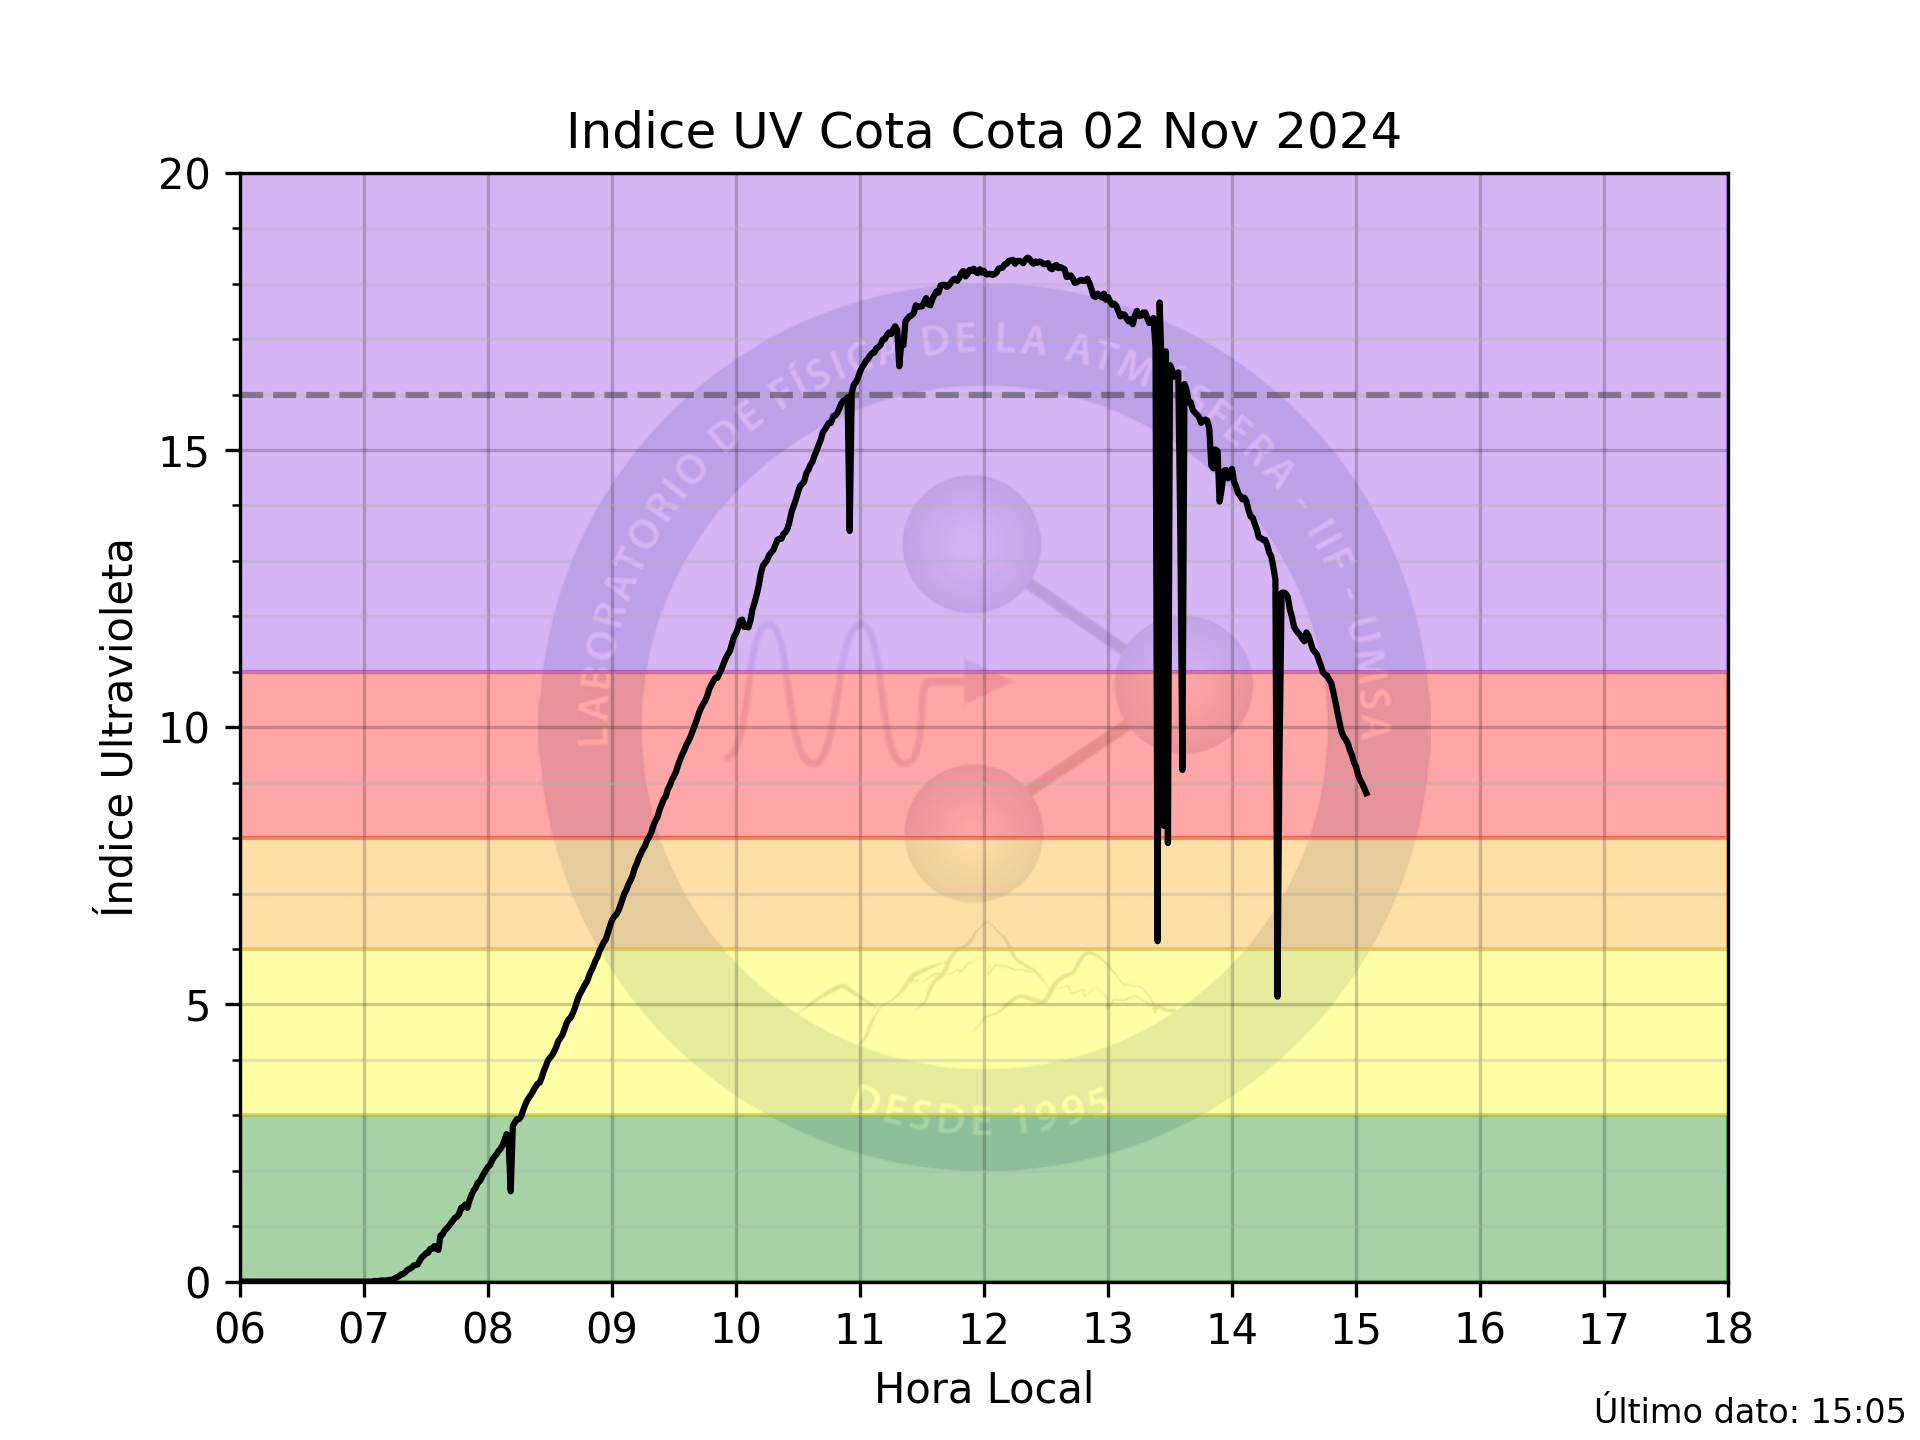 Indice UV Cota Cota 02 Nov 2024
20
15
10
5
0
Índice Ultravioleta
LABORATORIO DE FÍSICA DE LA ATMÓSFERA - IIF - UMSA
DESDE 1995
06 07 08 09 10 11 12 13 14 15 16 17 18
Hora Local
Último dato: 15:05